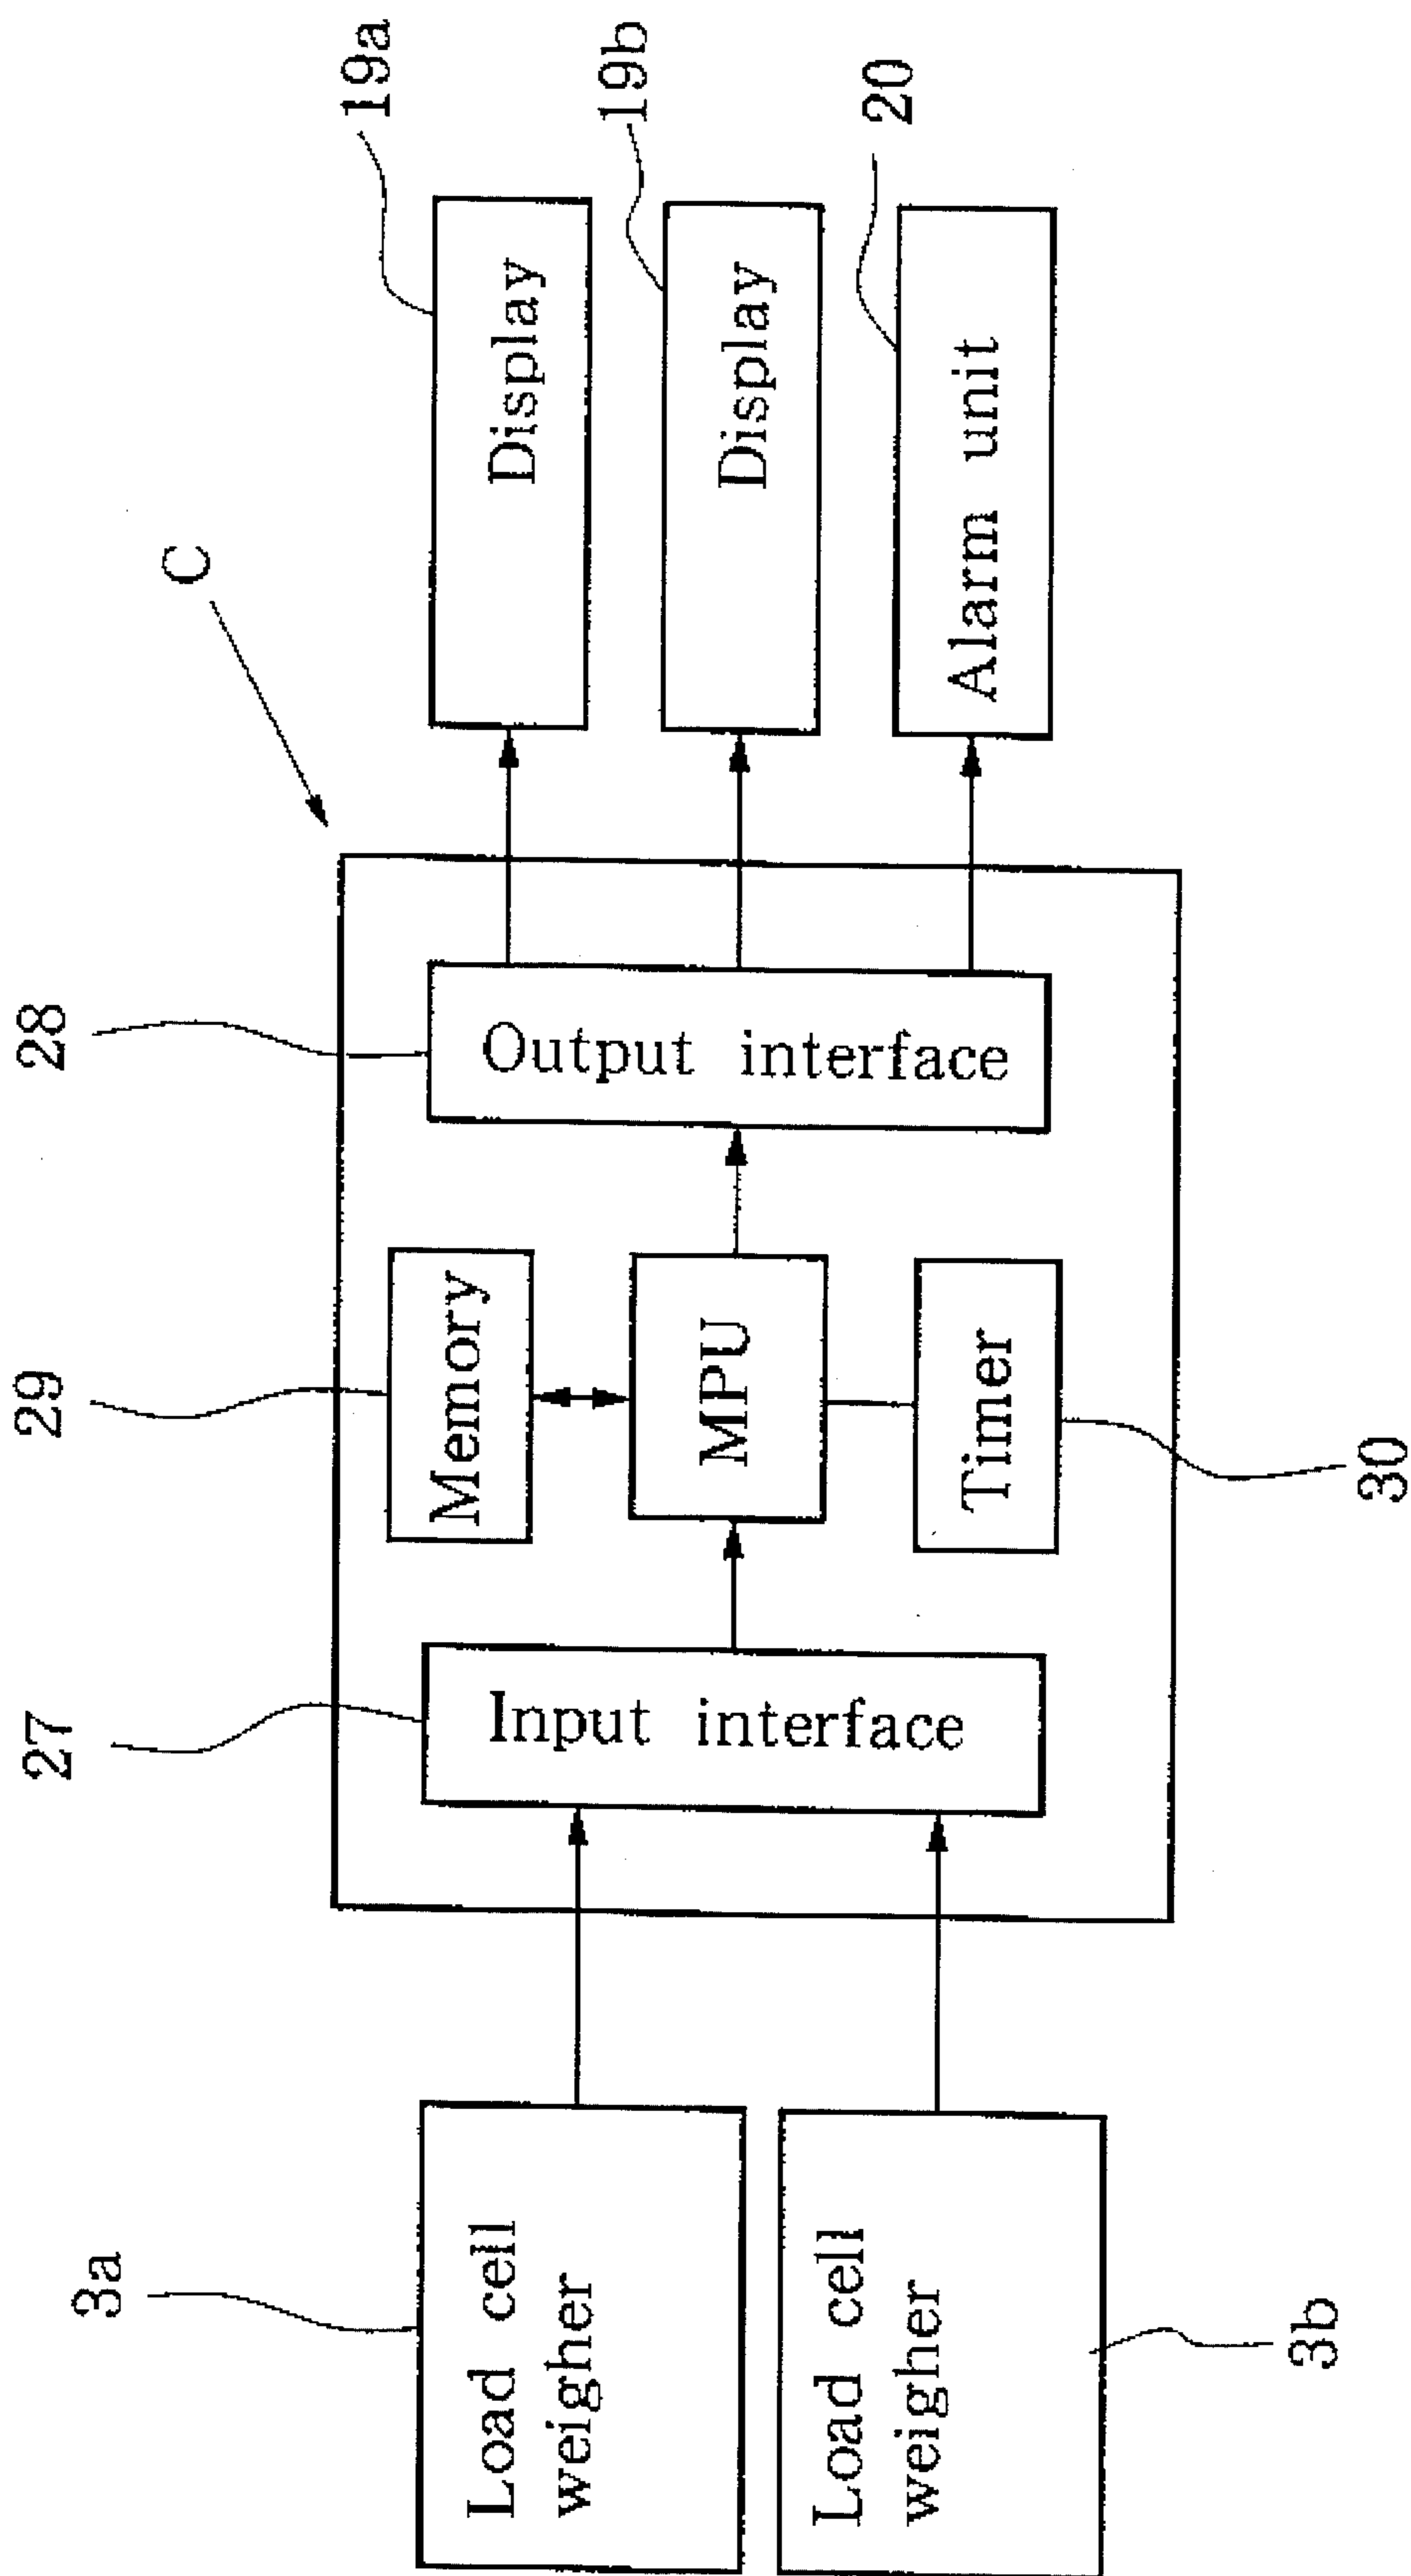 C
27
29
28
3a
Load cell
weigher
3b
Load cell
weigher
Input interface
Memory
MPU
Timer
30
Output interface
Display
19a
Display
19b
Alarm unit
20